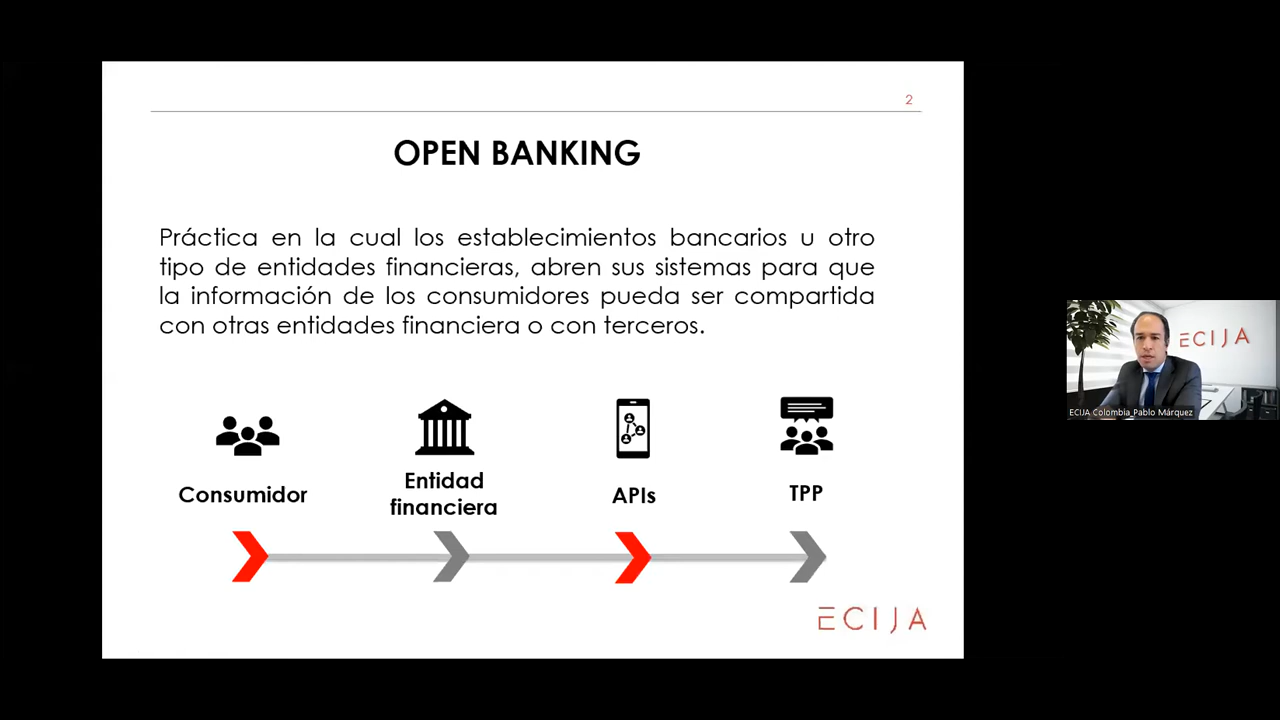 2
OPEN BANKING
Práctica en la cual los establecimientos bancarios u otro
tipo de entidades financieras, abren sus sistemas para que
la información de los consumidores pueda ser compartida
con otras entidades financiera o con terceros.
Consumidor
Entidad
financiera
APIs
TPP
ECIJA
ECIJA
ECIJA Colombia_Pablo Márquez